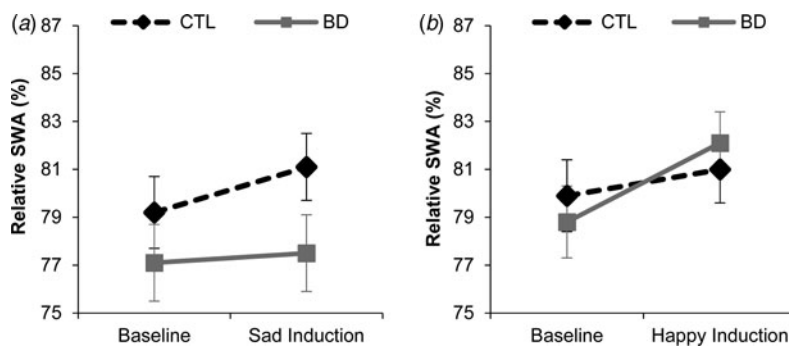 (a)
CTL
BD
Relative SWA (%)
87
85
83
81
79
77
75
Baseline
Sad Induction
(b)
CTL
BD
Relative SWA (%)
87
85
83
81
79
77
75
Baseline
Happy Induction